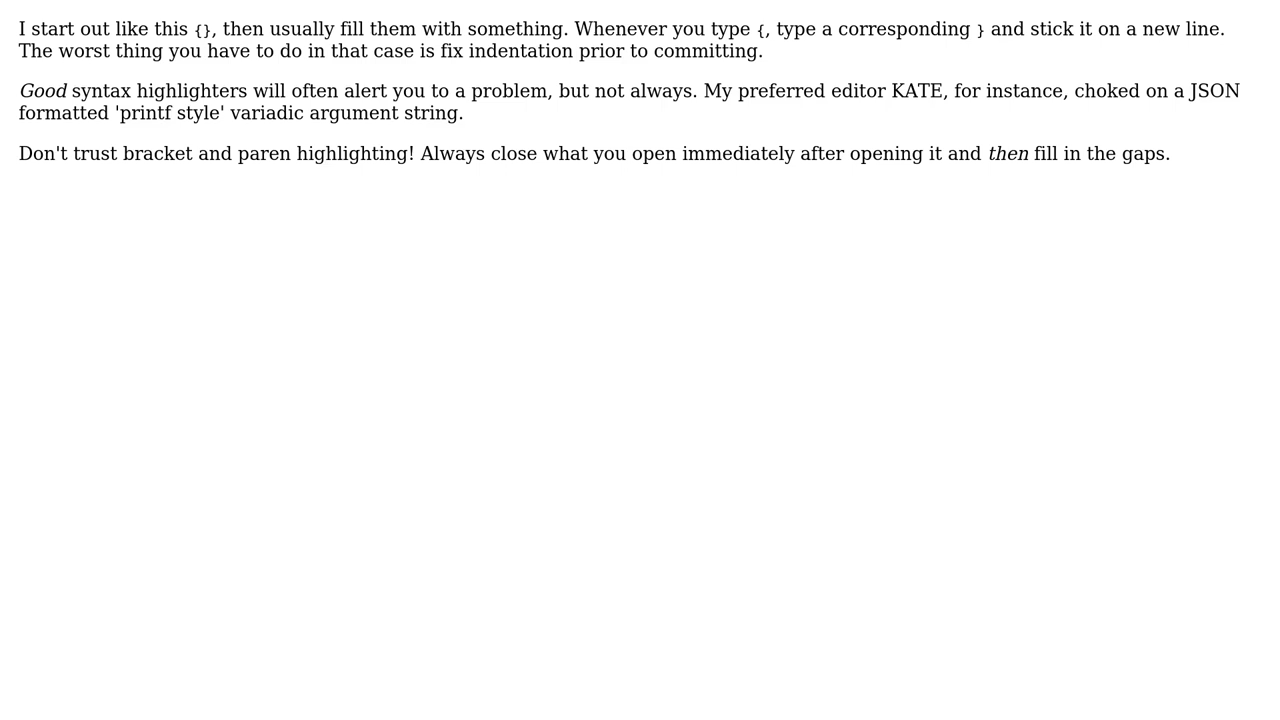 I start out like this {}, then usually fill them with something. Whenever you type {, type a corresponding } and stick it on a new line.
The worst thing you have to do in that case is fix indentation prior to committing.
Good syntax highlighters will often alert you to a problem, but not always. My preferred editor KATE, for instance, choked on a JSON
formatted 'printf style' variadic argument string.
Don't trust bracket and paren highlighting! Always close what you open immediately after opening it and then fill in the gaps.